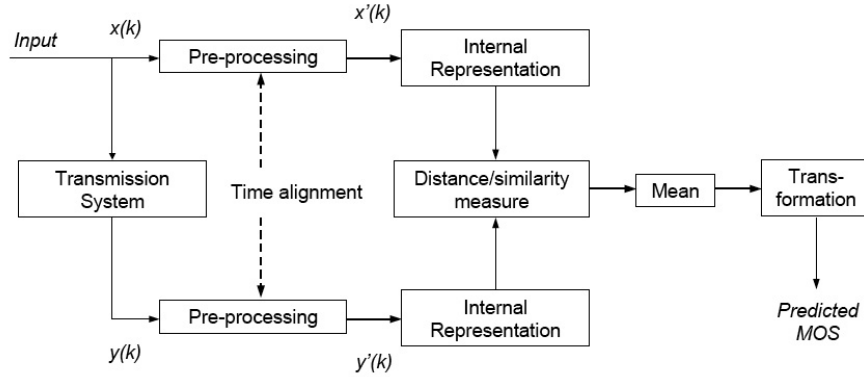 Input
x(k)
Pre-processing
x'(k)
Internal
Representation
Transmission
System
Time alignment
Distance/similarity
measure
Mean
Trans-
formation
y(k)
Pre-processing
y'(k)
Internal
Representation
Predicted
MOS